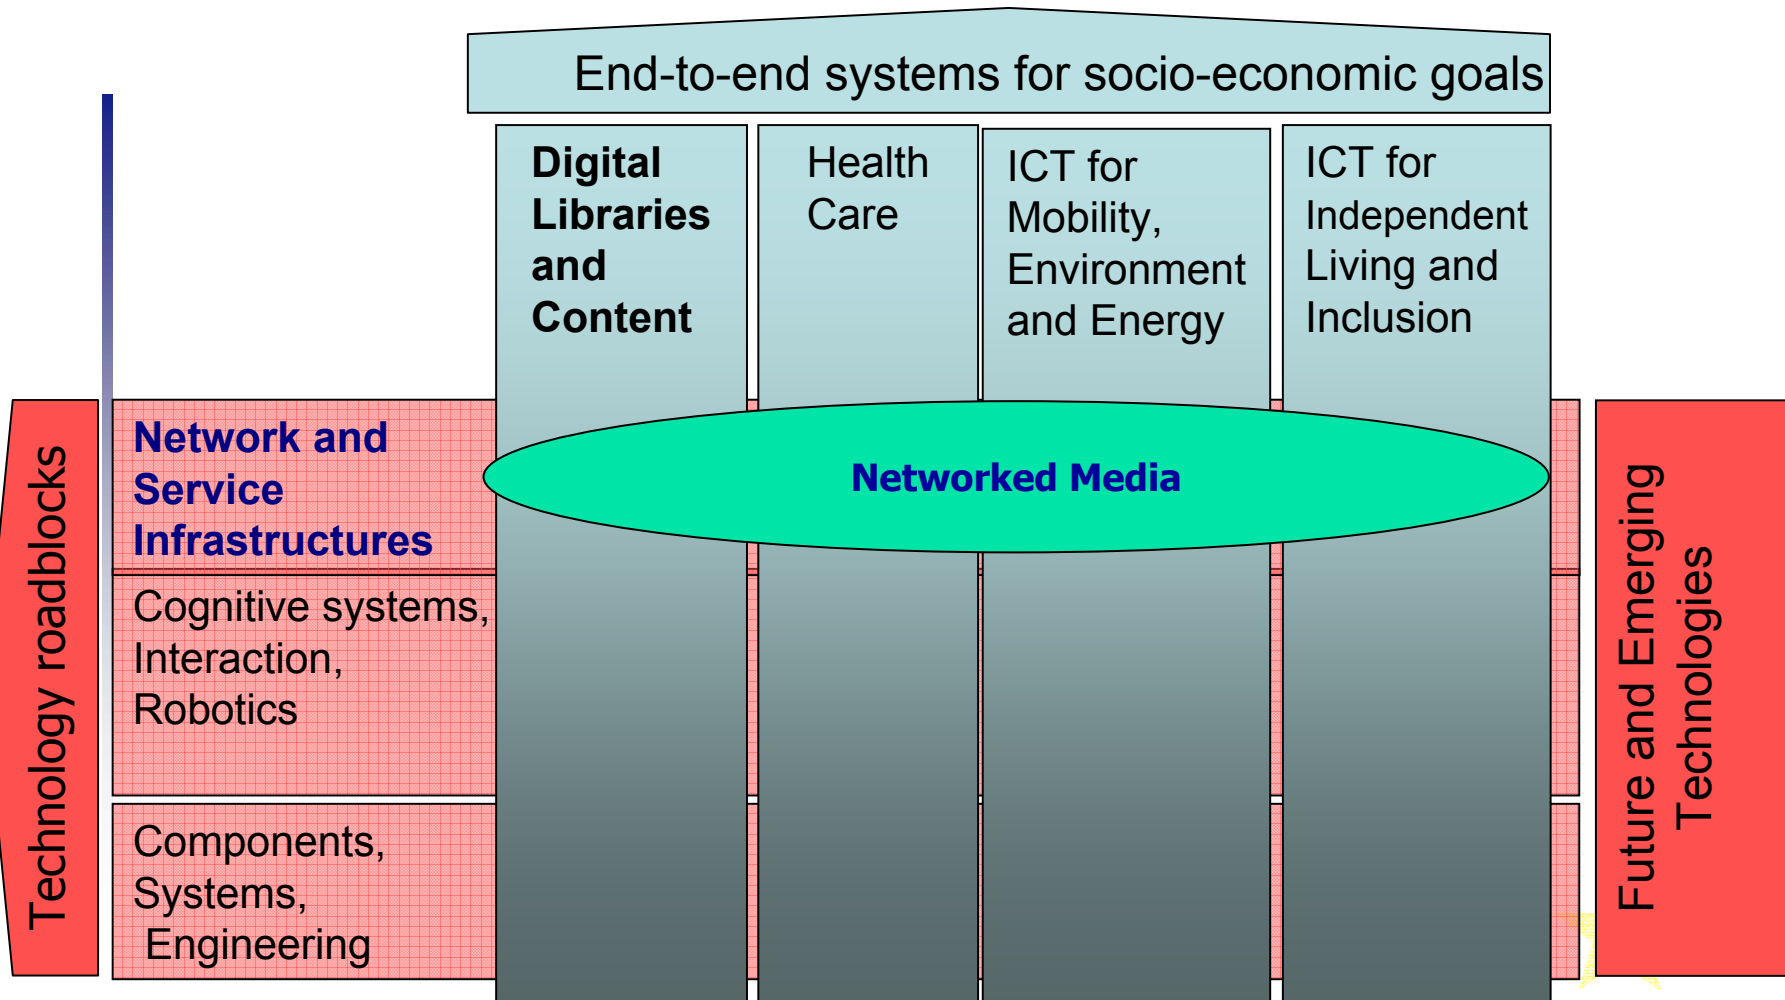 End-to-end systems for socio-economic goals
Digital
Libraries
and
Content
Health
Care
ICT for
Mobility,
Environment
and Energy
ICT for
Independent
Living and
Inclusion
Technology roadblocks
Network and
Service
Infrastructures
Networked Media
Cognitive systems,
Interaction,
Robotics
Components,
Systems,
Engineering
Future and Emerging
Technologies